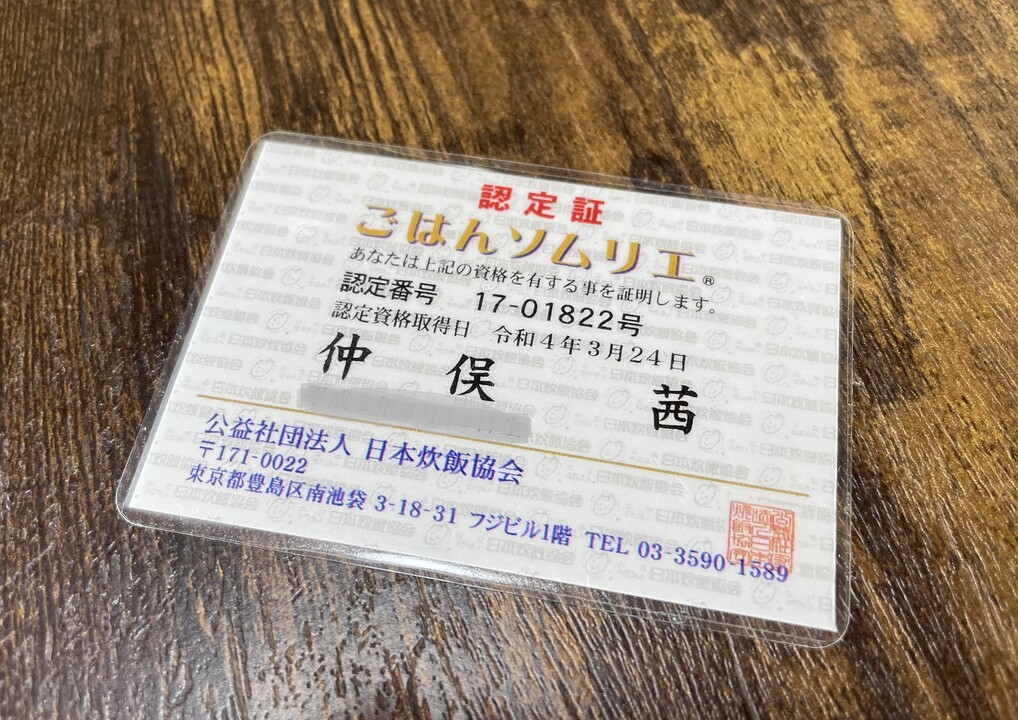 認定証
ごはんソムリエ®
あなたは上記の資格を有する事を証明します。
認定番号 17-01822号
認定資格取得日 令和4年3月24日
仲俣 茜
公益社団法人 日本炊飯協会
〒171-0022
東京都豊島区南池袋 3-18-31 フジビル1階 TEL 03-3590-1589